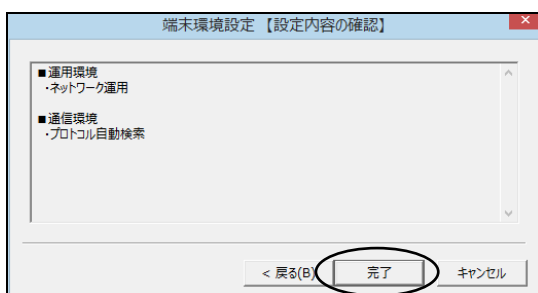 端末環境設定 【設定内容の確認】
■運用環境
・ネットワーク運用
■通信環境
・プロトコル自動検索
< 戻る(B)
完了
キャンセル